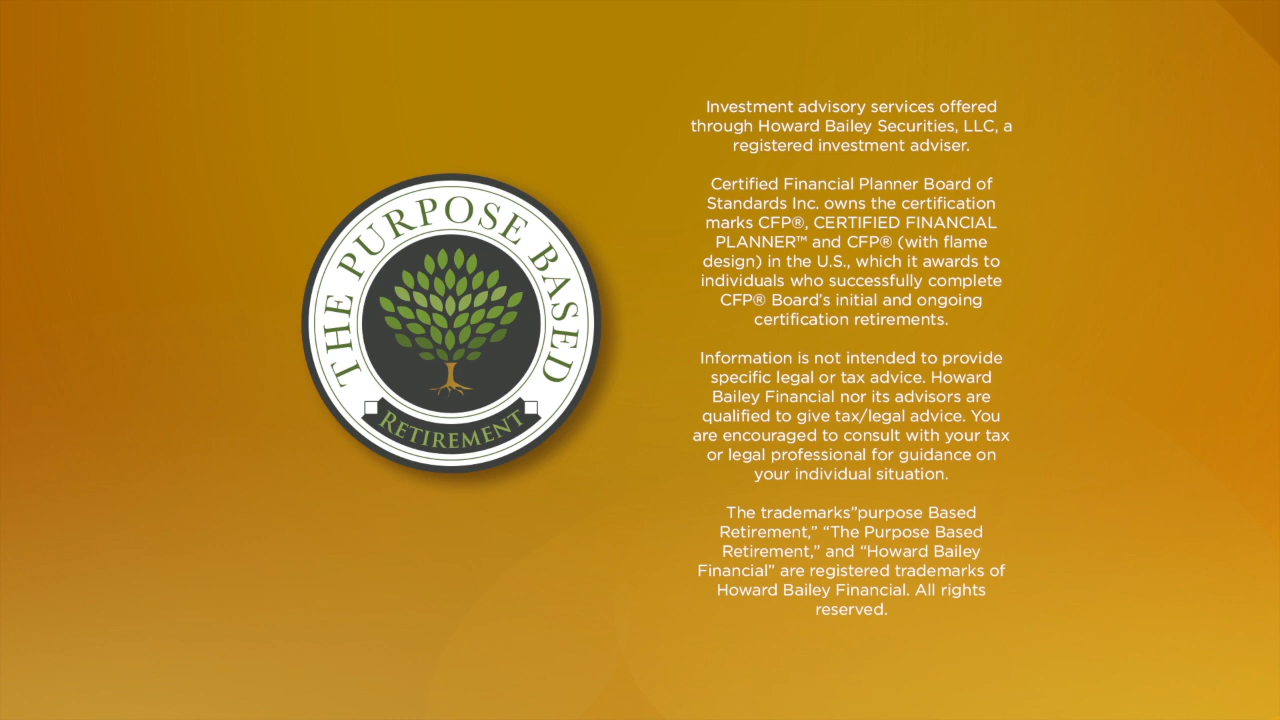 THE PURPOSE BASED
RETIREMENT
Investment advisory services offered
through Howard Bailey Securities, LLC, a
registered investment adviser.
Certified Financial Planner Board of
Standards Inc. owns the certification
marks CFP®, CERTIFIED FINANCIAL
PLANNER™ and CFP® (with flame
design) in the U.S., which it awards to
individuals who successfully complete
CFP® Board’s initial and ongoing
certification retirements.
Information is not intended to provide
specific legal or tax advice. Howard
Bailey Financial nor its advisors are
qualified to give tax/legal advice. You
are encouraged to consult with your tax
or legal professional for guidance on
your individual situation.
The trademarks”purpose Based
Retirement,” “The Purpose Based
Retirement,” and “Howard Bailey
Financial” are registered trademarks of
Howard Bailey Financial. All rights
reserved.